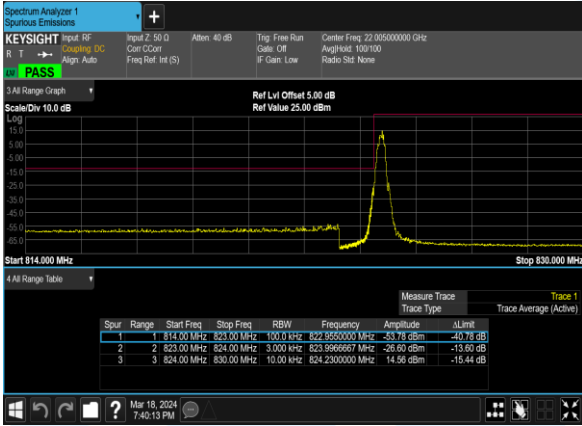 Spectrum Analyzer 1
Spurious Emissions
KEYSIGHT Input: RF Input Z: 50 Ω Atten: 40 dB Trig: Free Run Center Freq: 22.005000000 GHz
R T Coupling: DC Corr CCorr Gate: Off Avg|Hold: 100/100
Align: Auto Freq Ref: Int (S) IF Gain: Low Radio Std: None
LXI PASS
3 All Range Graph
Ref Lvl Offset 5.00 dB
Scale/Div 10.0 dB Ref Value 25.00 dBm
Log
15.0
5.00
-5.00
-15.0
-25.0
-35.0
-45.0
-55.0
-65.0
Start 814.000 MHz Stop 830.000 MHz
4 All Range Table
Measure Trace Trace 1
Trace Type Trace Average (Active)
Spur Range Start Freq Stop Freq RBW Frequency Amplitude ΔLimit
1 1 814.00 MHz 823.00 MHz 100.0 kHz 822.9550000 MHz -53.78 dBm -40.78 dB
2 2 823.00 MHz 824.00 MHz 3.000 kHz 823.9966667 MHz -26.60 dBm -13.60 dB
3 3 824.00 MHz 830.00 MHz 10.00 kHz 824.2300000 MHz 14.56 dBm -15.44 dB
Mar 18, 2024
7:40:13 PM